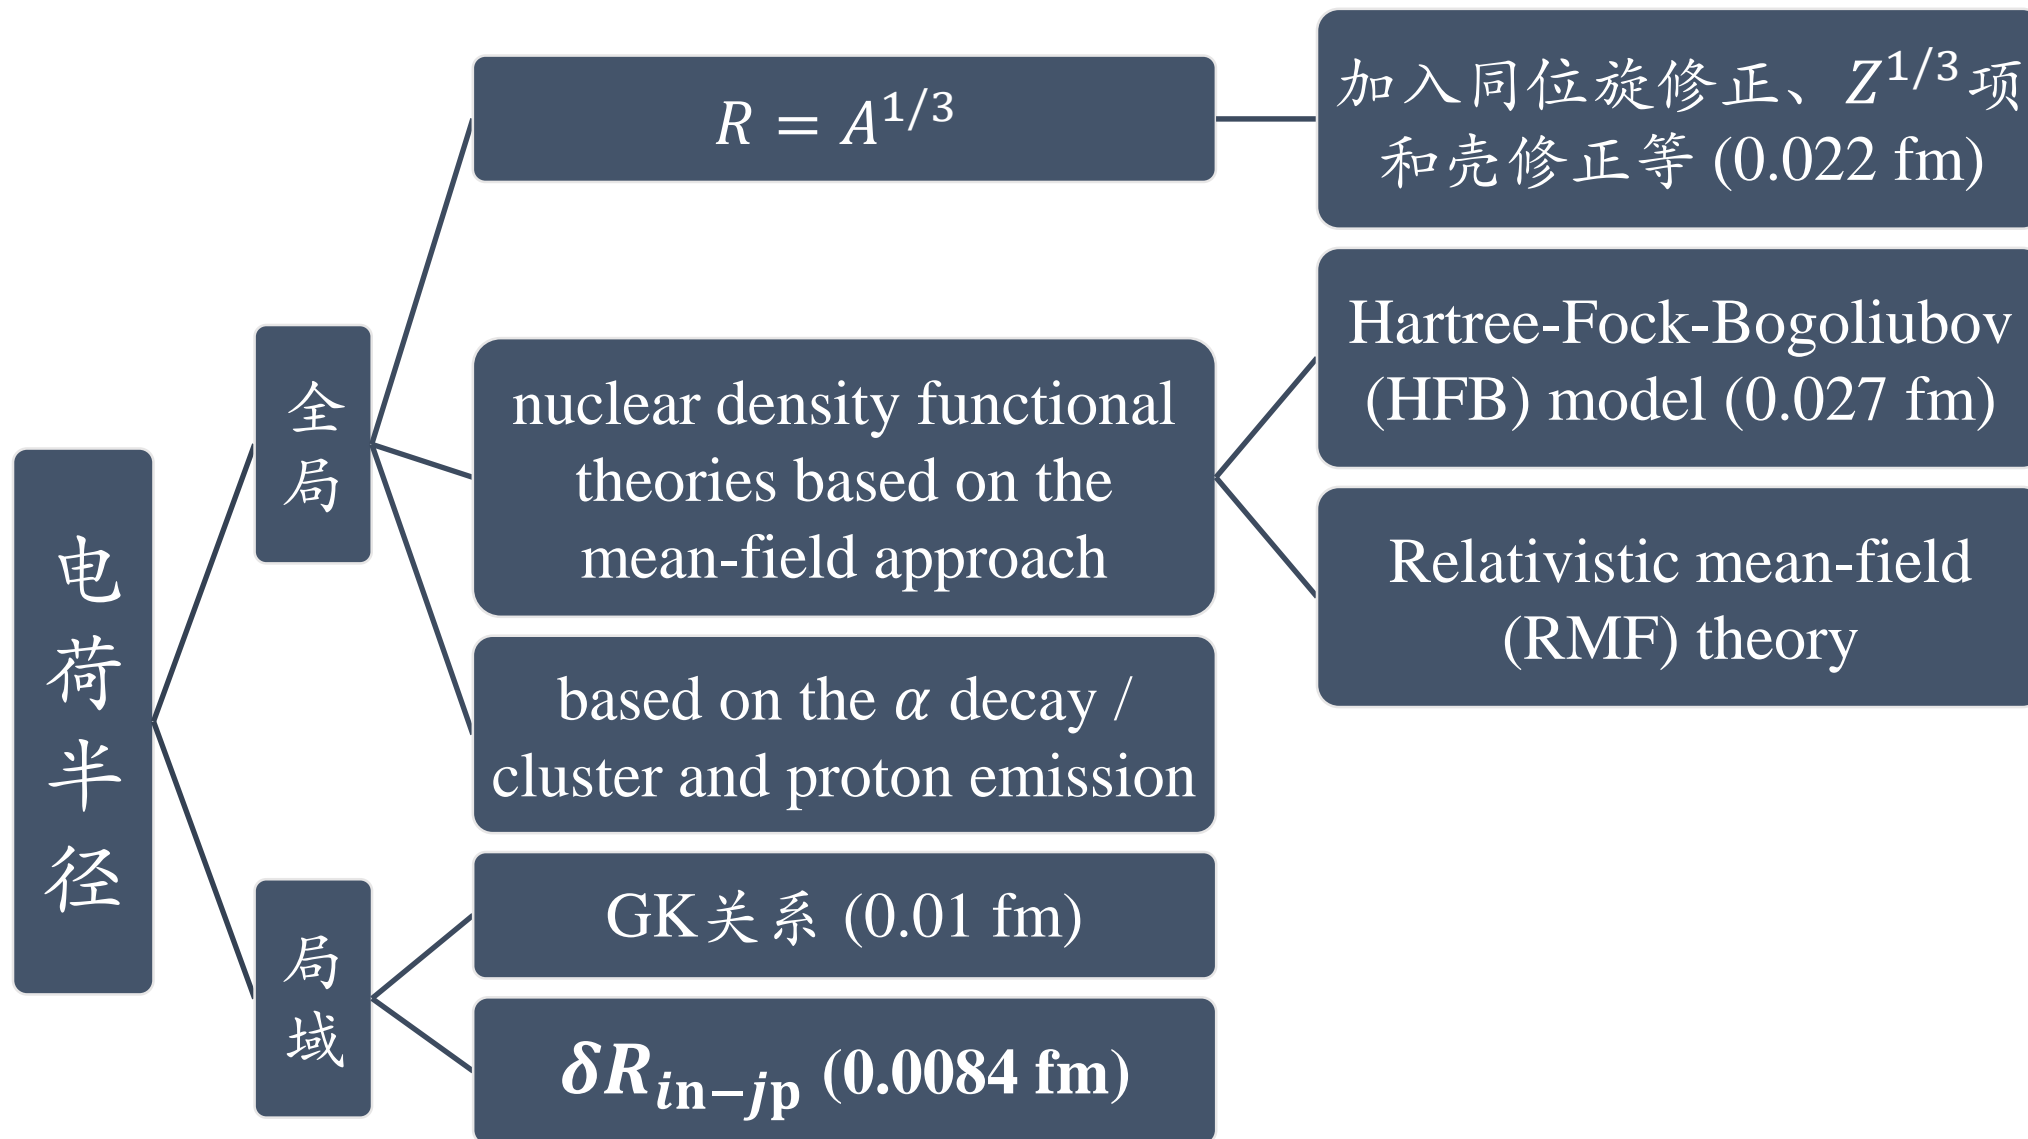 电
荷
半
径
全
局
R = A^{1/3}
加入同位旋修正、Z^{1/3}项
和壳修正等 (0.022 fm)
nuclear density functional
theories based on the
mean-field approach
Hartree-Fock-Bogoliubov
(HFB) model (0.027 fm)
Relativistic mean-field
(RMF) theory
based on the α decay /
cluster and proton emission
局
域
GK关系 (0.01 fm)
δR_{in−jp} (0.0084 fm)